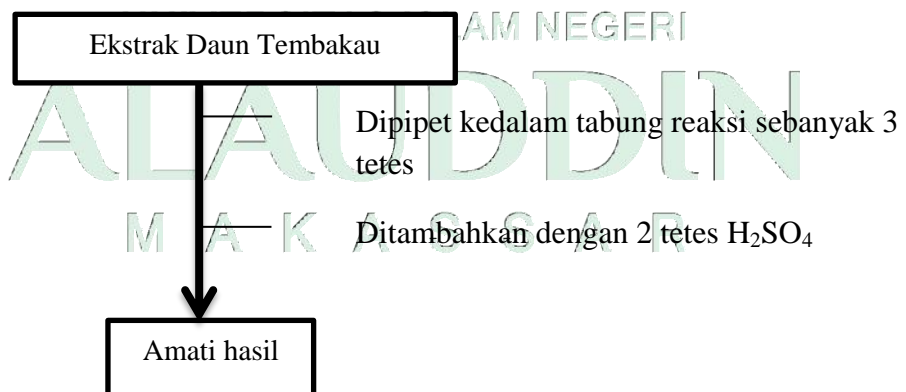 AM NEGERI
Ekstrak Daun Tembakau
ALAUDDIN
Dipipet kedalam tabung reaksi sebanyak 3
tetes
MAKASSAR
Ditambahkan dengan 2 tetes H₂SO₄
Amati hasil